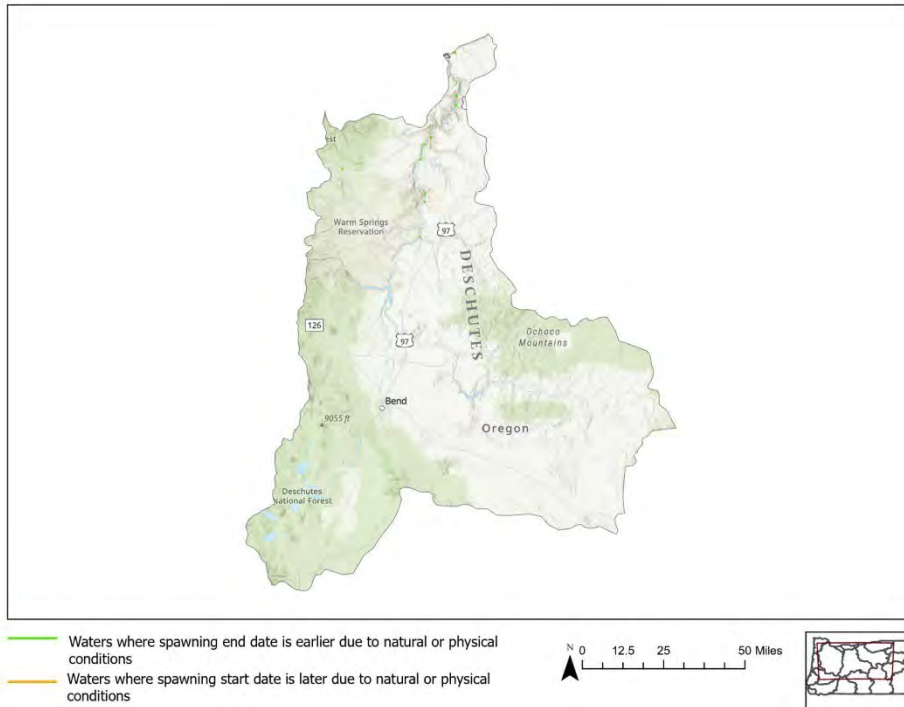 est
Warm Springs
Reservation
97
DESCHUTES
126
Ochoco
Mountains
97
Bend
9055 ft
Oregon
Deschutes
National Forest
Waters where spawning end date is earlier due to natural or physical
conditions
Waters where spawning start date is later due to natural or physical
conditions
N
0 12.5 25 50 Miles